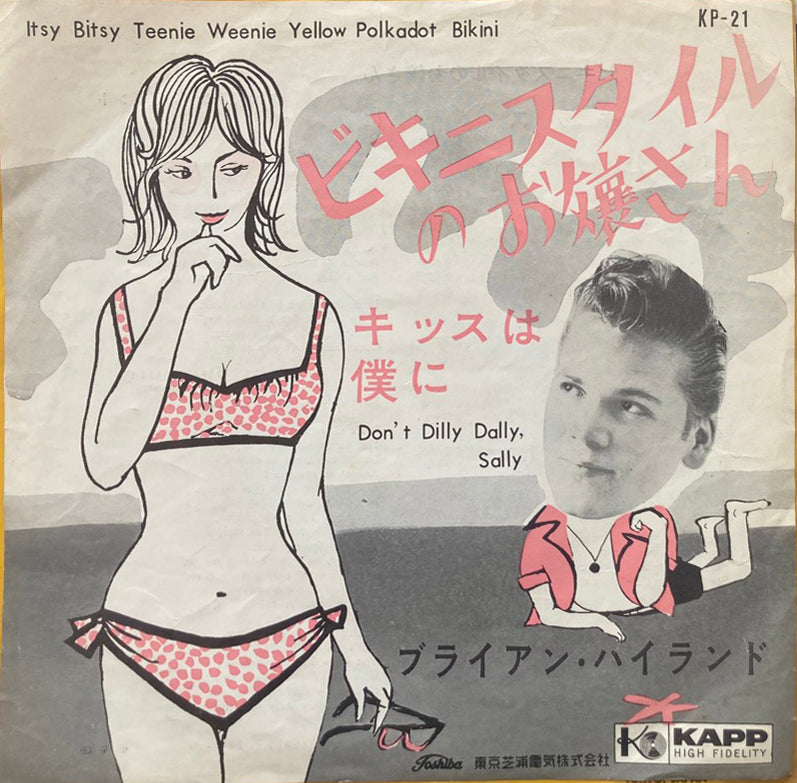 Itsy Bitsy Teenie Weenie Yellow Polkadot Bikini
KP-21
ビキニスタイル
のお嬢さん
キッスは
僕に
Don't Dilly Dally,
Sally
ブライアン・ハイランド
Toshiba 東京芝浦電気株式会社
K KAPP
HIGH FIDELITY